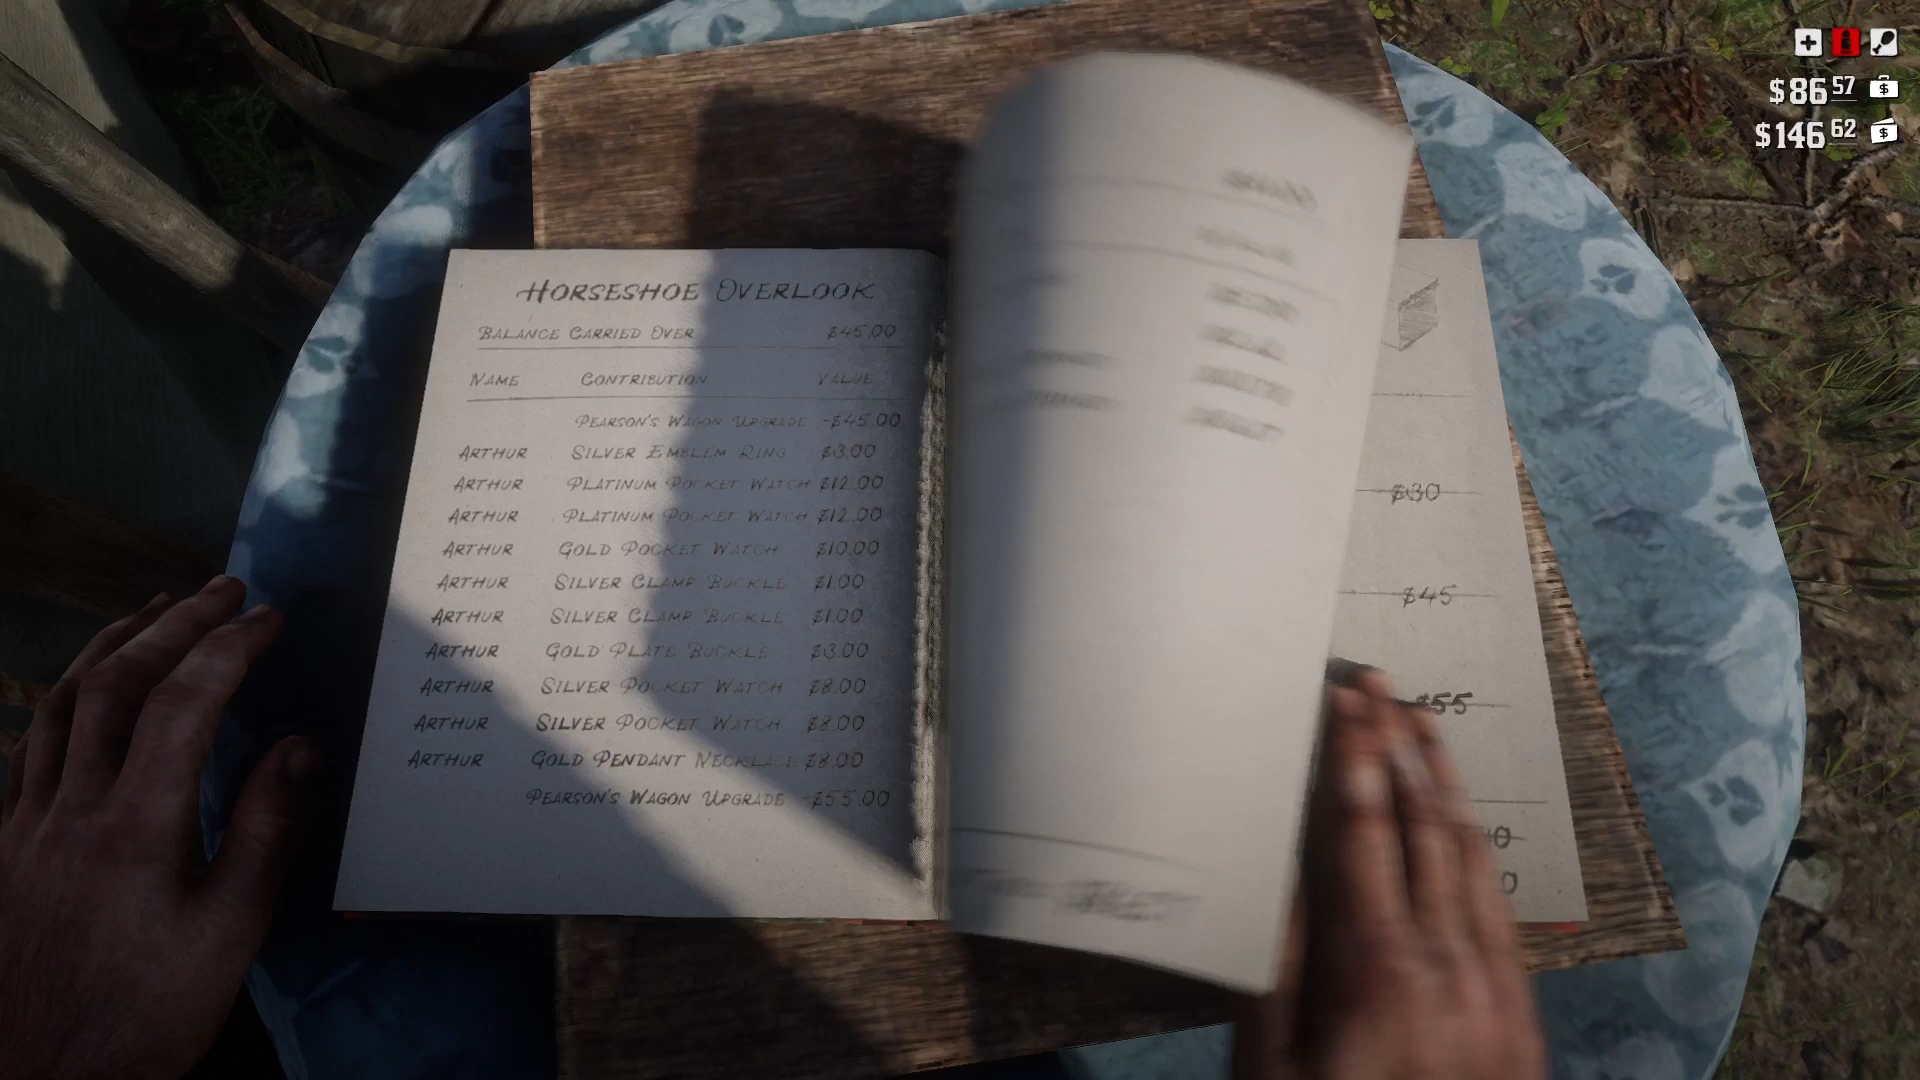 $86 57
$146 62
HORSESHOE OVERLOOK
BALANCE CARRIED OVER $45.00
NAME CONTRIBUTION VALUE
PEARSON'S WAGON UPGRADE -$45.00
ARTHUR SILVER EMBLEM RING $3.00
ARTHUR PLATINUM POCKET WATCH $12.00
ARTHUR PLATINUM POCKET WATCH $12.00
ARTHUR GOLD POCKET WATCH $10.00
ARTHUR SILVER CLAMP BUCKLE $1.00
ARTHUR SILVER CLAMP BUCKLE $1.00
ARTHUR GOLD PLATE BUCKLE $3.00
ARTHUR SILVER POCKET WATCH $8.00
ARTHUR SILVER POCKET WATCH $8.00
ARTHUR GOLD PENDANT NECKLACE $8.00
PEARSON'S WAGON UPGRADE -$55.00
$30
$45
$55